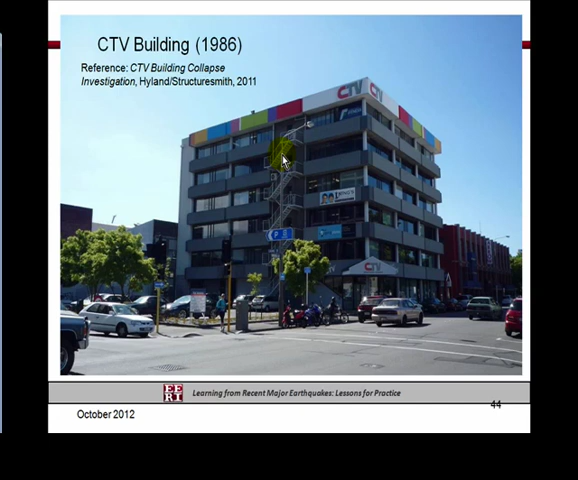 CTV Building (1986)
Reference: CTV Building Collapse
Investigation, Hyland/Structuresmith, 2011
CTV CTV
P
CTV
EERI
Learning from Recent Major Earthquakes: Lessons for Practice
October 2012
44